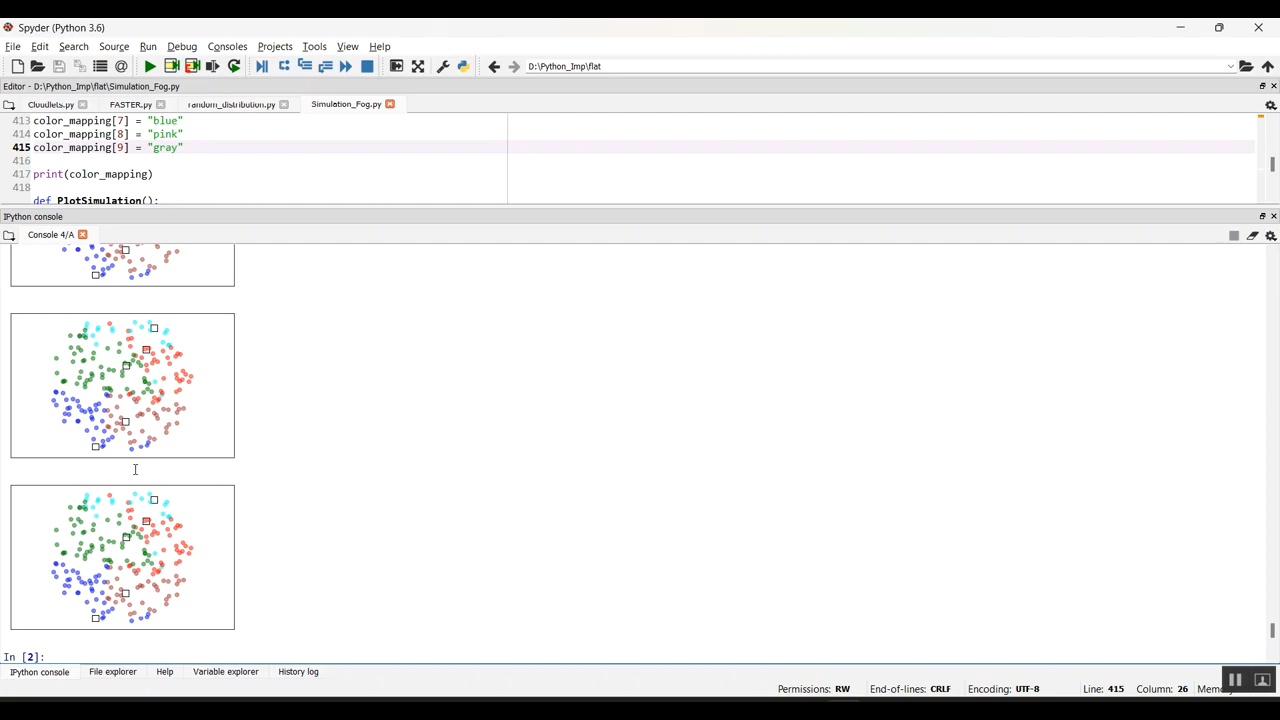 Spyder (Python 3.6)
File Edit Search Source Run Debug Consoles Projects Tools View Help
D:\Python_Imp\flat
Editor - D:\Python_Imp\flat\Simulation_Fog.py
Cloudlets.py FASTER.py random_distribution.py Simulation_Fog.py
413 color_mapping[7] = "blue"
414 color_mapping[8] = "pink"
415 color_mapping[9] = "gray"
416
417 print(color_mapping)
418
def PlotSimulation():
IPython console
Console 4/A
In [2]:
IPython console File explorer Help Variable explorer History log
Permissions: RW End-of-lines: CRLF Encoding: UTF-8 Line: 415 Column: 26